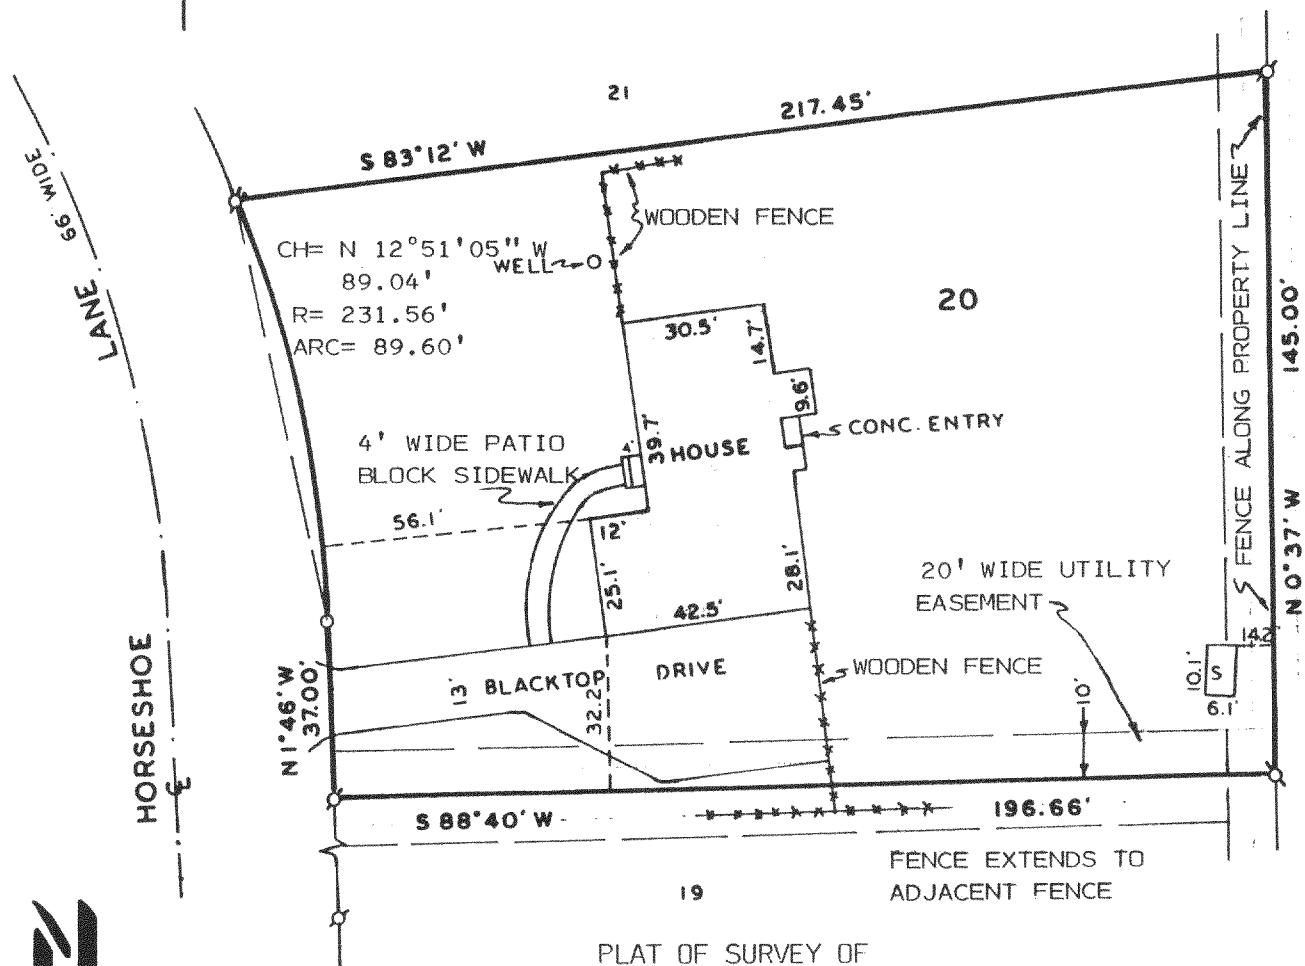 21
217.45'
S 83°12' W
66' WIDE
LANE
HORSESHOE
WOODEN FENCE
CH= N 12°51'05" W
89.04'
R= 231.56'
ARC= 89.60'
WELL
20
30.5'
14.7'
9.6'
CONC. ENTRY
FENCE ALONG PROPERTY LINE
145.00'
N 0°37' W
4' WIDE PATIO
BLOCK SIDEWALK
4'
39.7'
HOUSE
56.1'
12'
25.1'
28.1'
42.5'
20' WIDE UTILITY
EASEMENT
14.2'
10.1'
S
6.1'
10'
WOODEN FENCE
N 1°46' W
37.00'
13'
BLACKTOP
DRIVE
32.2'
S 88°40' W
196.66'
FENCE EXTENDS TO
ADJACENT FENCE
19
N
PLAT OF SURVEY OF